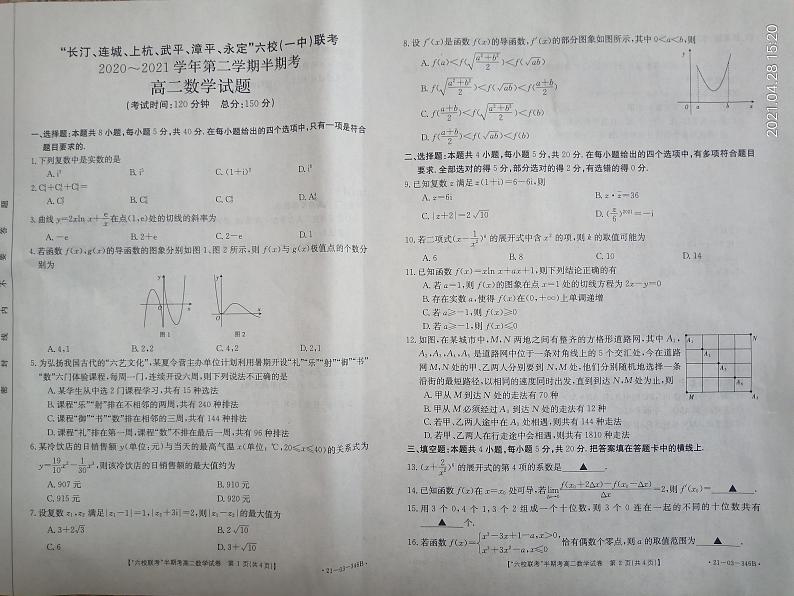 “长汀、连城、上杭、武平、漳平、永定”六校(一中)联考
2020～2021学年第二学期半期考
高二数学试题
(考试时间:120分钟 总分:150分)
一、选择题:本题共8小题,每小题5分,共40分.在每小题给出的四个选项中,只有一项是符合
题目要求的.
1.下列复数中是实数的是
B.i³
C.(1+i)²
3.曲线y=2xln x+e/x在点(1,e)处的切线的斜率为
A.-e
B.2+e
C.2-e
D.e
4.若函数f(x),g(x)的导函数的图象分别如图1、图2所示,则f(x)与g(x)极值点的个数分
别为
图1
图2
A.4,1
B.2,2
C.4,2
D.2,1
5.为弘扬我国古代的“六艺文化”,某夏令营主办单位计划利用暑期开设“礼”“乐”“射”“御”“书”
“数”六门体验课程,每周一门,连续开设六周,则下列说法不正确的是
A.某学生从中选2门课程学习,共有15种选法
B.课程“乐”“射”排在不相邻的两周,共有240种排法
C.课程“御”“书”“数”排在相邻的三周,共有144种排法
D.课程“礼”排在第一周,课程“数”不排在最后一周,共有96种排法
6.某冷饮店的日销售额y(单位:元)与当天的最高气温x(单位:℃,20≤x≤40)的关系式为
y=19/10x²-1/30x³,则该冷饮店的日销售额的最大值约为
A.907元
B.910元
C.915元
D.920元
7.设复数z₁,z₂满足|z₁-1|=1,|z₂+3i|=2,则|z₁-z₂|的最大值为
A.3+2√3
B.2√10
C.6
D.3+√10
“六校联考”半期考高二数学试卷 第1页(共4页)
·21-03-346B·
8.设f′(x)是函数f(x)的导函数,f′(x)的部分图象如图所示,其中0<a<b,则
A.f(a)<f(√((a²+b²)/2))<f(√ab)
B.f(√((a²+b²)/2))<f(√ab)<f((a+b)/2)
C.f((a+b)/2)<f(√((a²+b²)/2))<f(b)
D.f((a+b)/2)<f(√ab)<f(b)
二、选择题:本题共4小题,每小题5分,共20分.在每小题给出的四个选项中,有多项符合题目
要求.全部选对的得5分,部分选对的得2分,有选错的得0分.
9.已知复数z满足z(1+i)=6-6i,则
A.z=6i
B.z·z̄=36
C.|z+2|=2√10
D.(z/6)²⁰²¹=-i
A.6
B.8
C.10
D.14
11.已知函数f(x)=xln x+ax+1,则下列结论正确的有
A.若a=1,则f(x)的图象在点x=1处的切线方程为2x-y=0
B.存在实数a,使得f(x)在(0,+∞)上单调递增
C.若a≥-1,则f(x)≥0
D.若a≤-1,则f(x)≤0
12.如图,在某城市中,M,N两地之间有整齐的方格形道路网,其中A₁,
A₂,A₃,A₄,A₅是道路网中位于一条对角线上的5个交汇处,今在道路
网M,N处的甲、乙两人分别要到N,M处,他们分别随机地选择一条
沿街的最短路径,以相同的速度同时出发,直到到达N,M处为止,则
A.甲从M到达N处的走法有70种
B.甲从M必须经过A₂到达N处的走法有12种
C.若甲、乙两人途中在A₂处相遇,则共有144种走法
D.若甲、乙两人在行走途中会相遇,则共有1810种走法
三、填空题:本题共4小题,每小题5分,共20分.把答案填在答题卡中的横线上.
14.已知函数f(x)在x=x₀处可导,若lim(Δx→0)(f(x₀+2Δx)-f(x₀-Δx))/Δx=2,则f′(x₀)=▲.
15.用3个0,4个1,3个2组成一个十位数,则3个0连在一起的不同的十位数共有
▲个.
16.若函数f(x)={x³-3x+1-a,x>0,
x³+3x²-a,x≤0 恰有偶数个零点,则a的取值范围为▲.
“六校联考”半期考高二数学试卷 第2页(共4页)
·21-03-346B·
2021.04.28 15:20